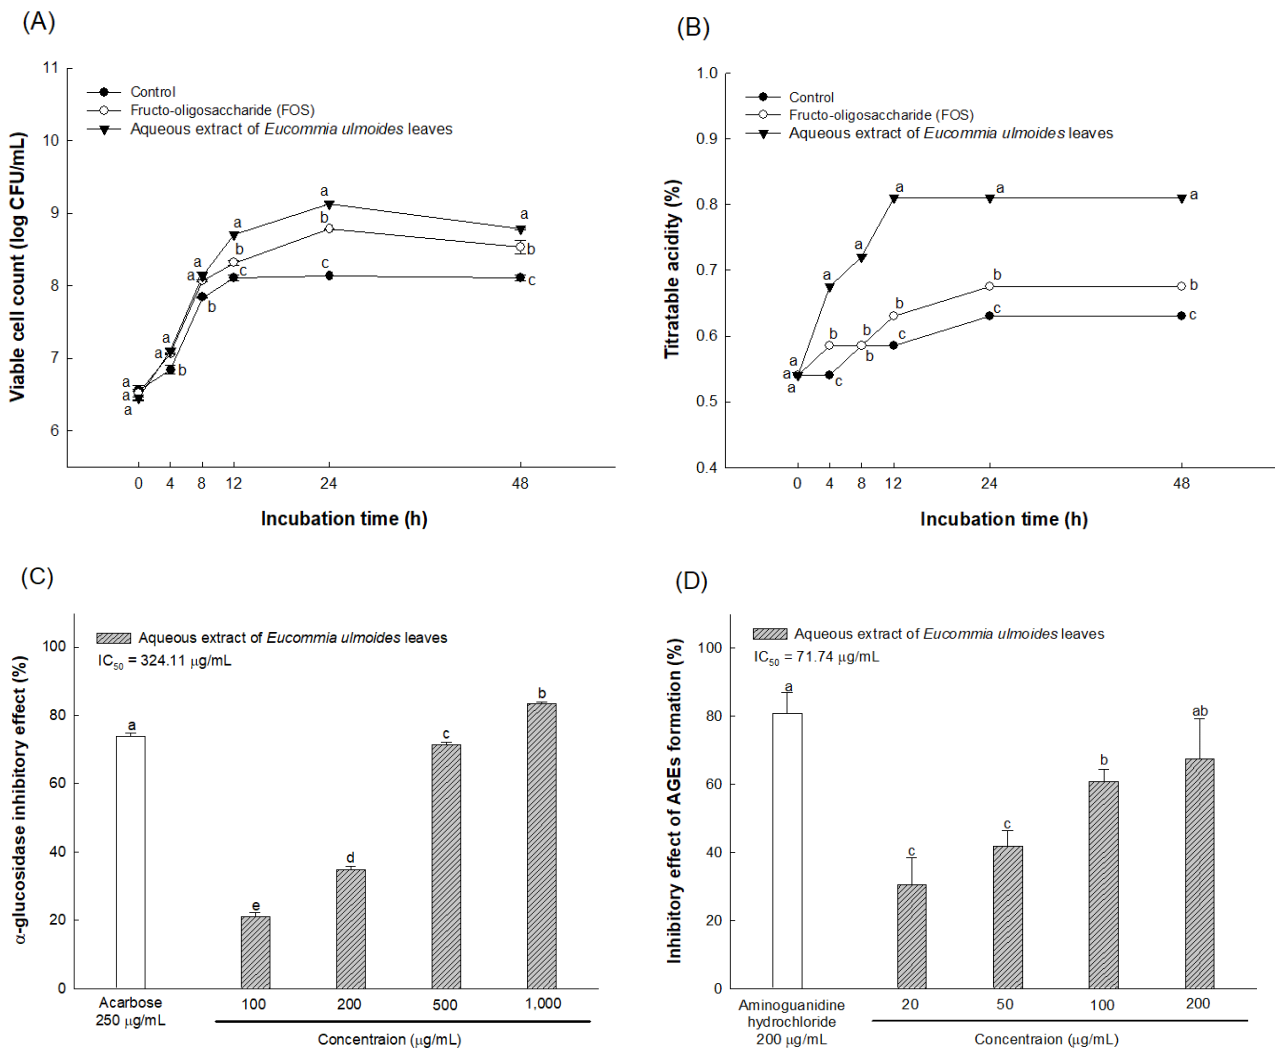 (A)
11
10
9
8
7
6
Viable cell count (log CFU/mL)
Control
Fructo-oligosaccharide (FOS)
Aqueous extract of Eucommia ulmoides leaves
a
a
a
a
a
b
a
a
b
a
b
c
a
b
c
a
b
c
0 4 8 12 24 48
Incubation time (h)
(B)
1.0
0.9
0.8
0.7
0.6
0.5
0.4
Titratable acidity (%)
Control
Fructo-oligosaccharide (FOS)
Aqueous extract of Eucommia ulmoides leaves
a
a
a
a
b
c
a
b
b
a
b
c
a
b
c
a
b
c
0 4 8 12 24 48
Incubation time (h)
(C)
100
80
60
40
20
0
α-glucosidase inhibitory effect (%)
Aqueous extract of Eucommia ulmoides leaves
IC50 = 324.11 μg/mL
a
e
d
c
b
Acarbose
250 μg/mL
100 200 500 1,000
Concentraion (μg/mL)
(D)
100
80
60
40
20
0
Inhibitory effect of AGEs formation (%)
Aqueous extract of Eucommia ulmoides leaves
IC50 = 71.74 μg/mL
a
c
c
b
ab
Aminoguanidine
hydrochloride
200 μg/mL
20 50 100 200
Concentraion (μg/mL)